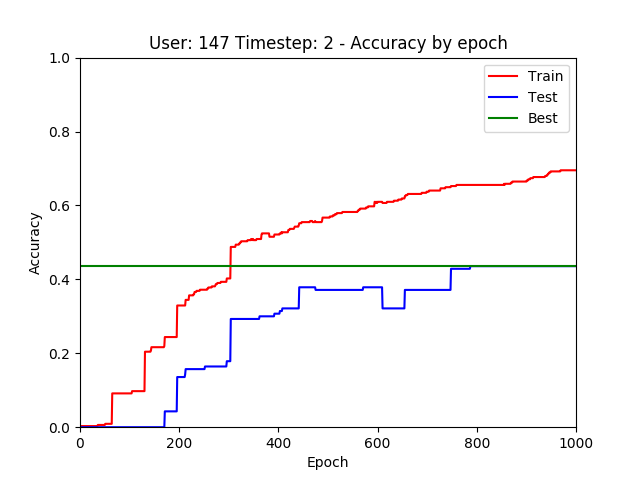 User: 147 Timestep: 2 - Accuracy by epoch
1.0
Train
Test
Best
0.8
0.6
Accuracy
0.4
0.2
0.0
0 200 400 600 800 1000
Epoch